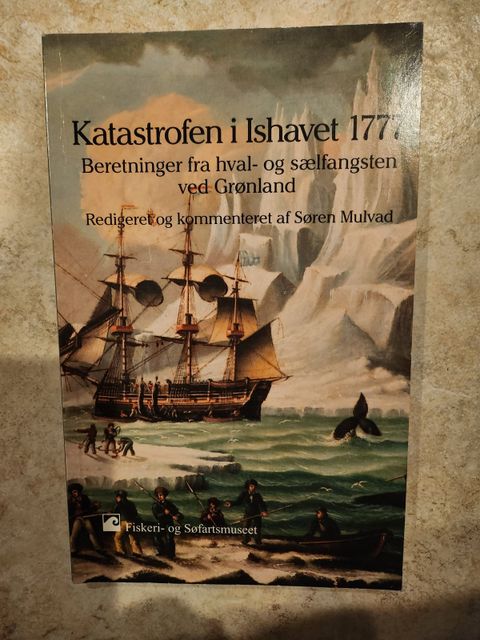 Katastrofen i Ishavet 1777
Beretninger fra hval- og sælfangsten
ved Grønland
Redigeret og kommenteret af Søren Mulvad
Fiskeri- og Søfartsmuseet